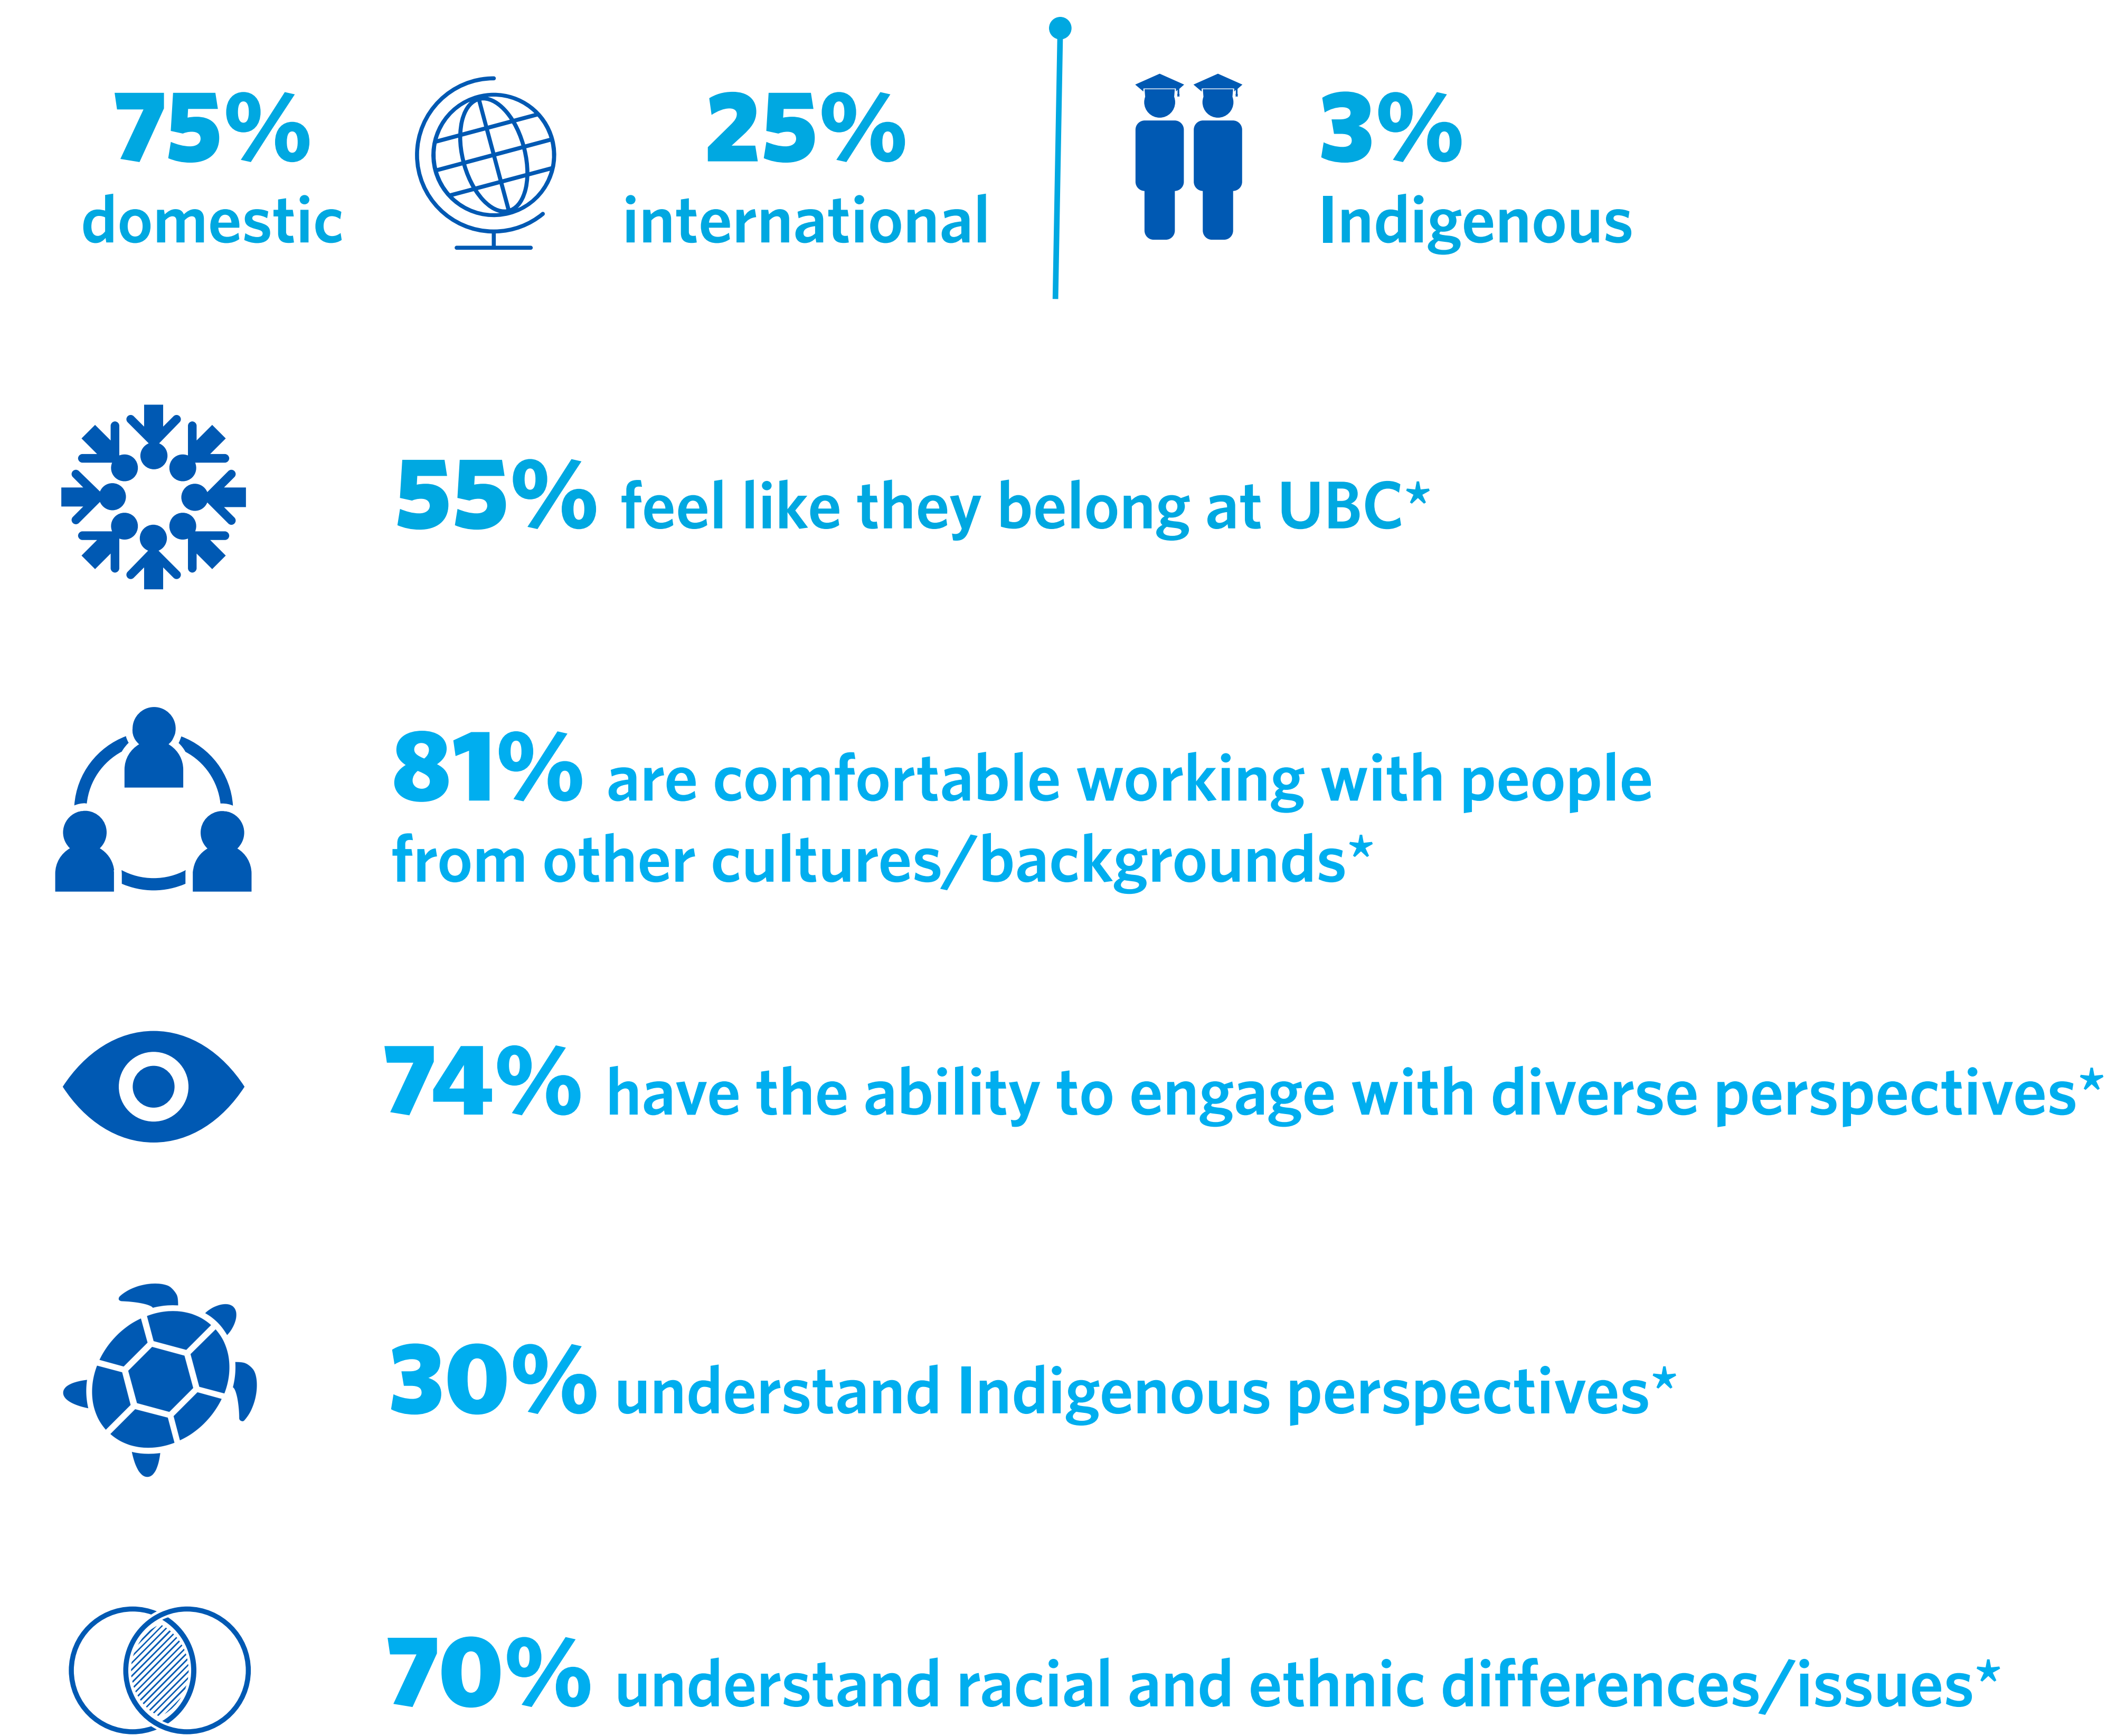 75%
25%
3%
domestic
international
Indigenous
55% feel like they belong at UBC*
81% are comfortable working with people
from other cultures/backgrounds*
74% have the ability to engage with diverse perspectives*
30% understand Indigenous perspectives*
70% understand racial and ethnic differences/issues*